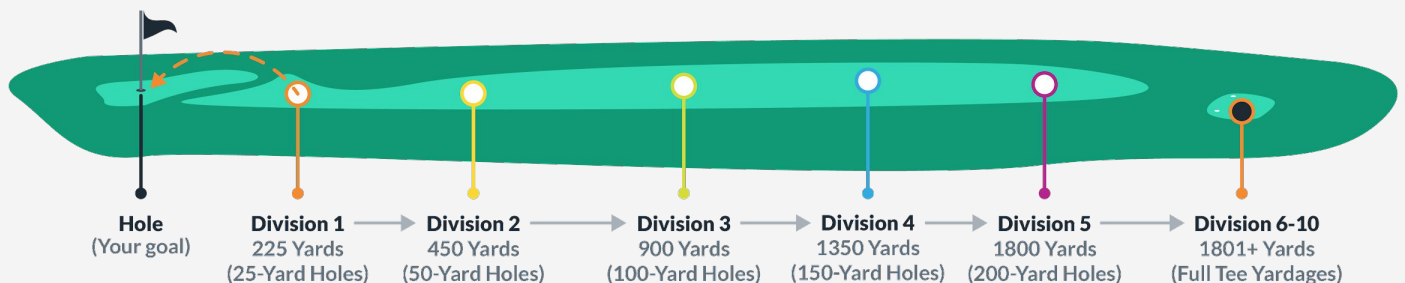 Hole
(Your goal)
Division 1
225 Yards
(25-Yard Holes)
Division 2
450 Yards
(50-Yard Holes)
Division 3
900 Yards
(100-Yard Holes)
Division 4
1350 Yards
(150-Yard Holes)
Division 5
1800 Yards
(200-Yard Holes)
Division 6-10
1801+ Yards
(Full Tee Yardages)